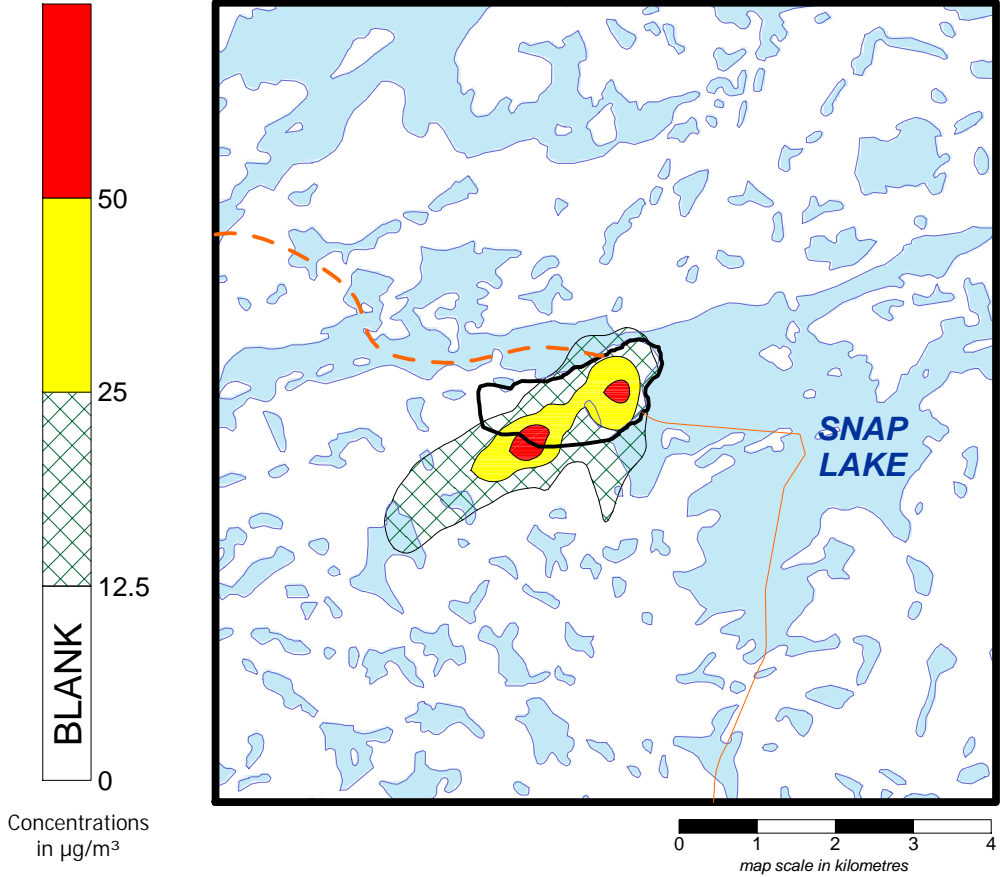 50
25
12.5
BLANK
0
Concentrations
in µg/m³
SNAP
LAKE
0 1 2 3 4
map scale in kilometres